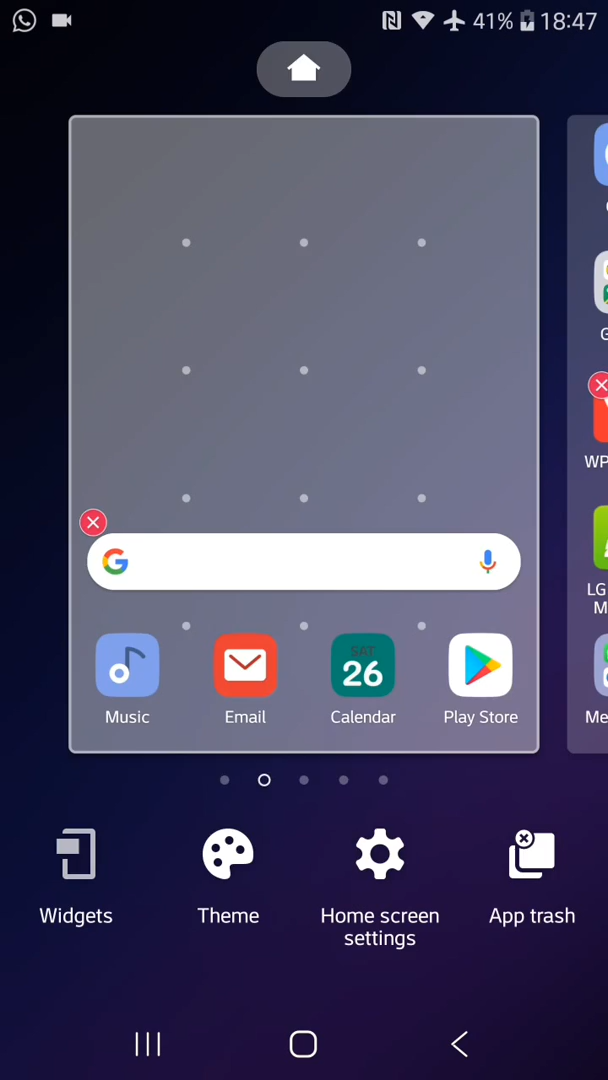 41% 18:47
G
WP
LG
M
SAT
26
Music Email Calendar Play Store Me
Widgets Theme Home screen App trash
settings